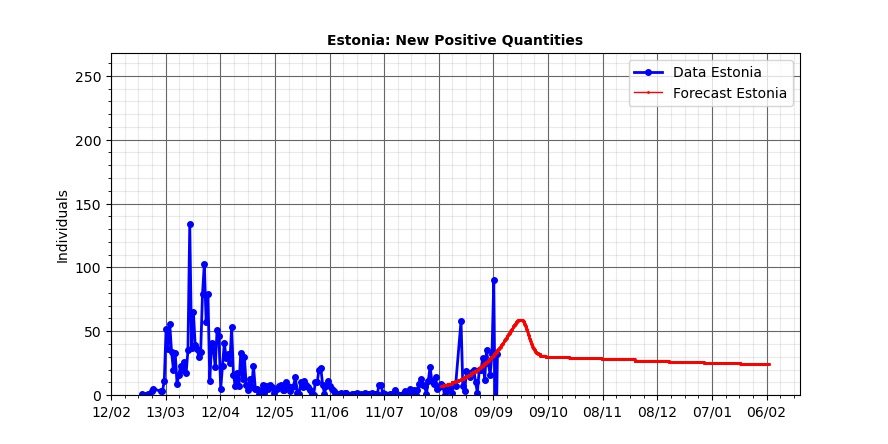 Estonia: New Positive Quantities
Data Estonia
Forecast Estonia
Individuals
250
200
150
100
50
0
12/02 13/03 12/04 12/05 11/06 11/07 10/08 09/09 09/10 08/11 08/12 07/01 06/02